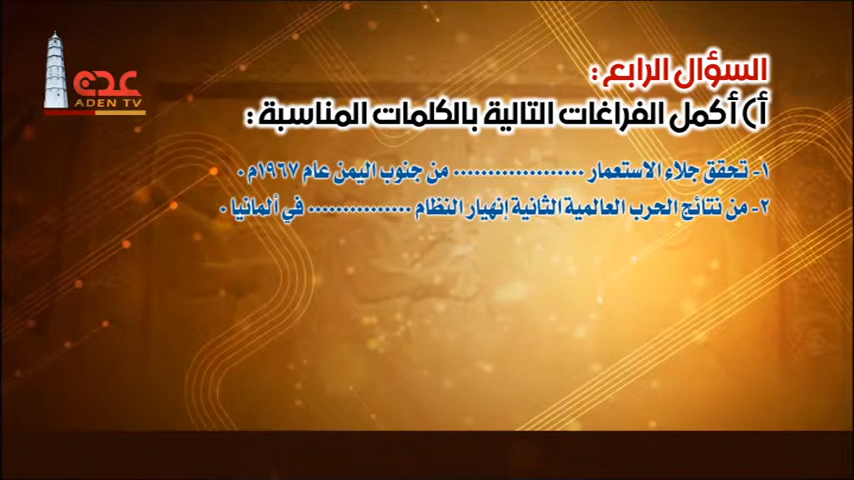 عدن
ADEN TV
السؤال الرابع :
أ) أكمل الفراغات التالية بالكلمات المناسبة :
١- تحقق جلاء الاستعمار ................... من جنوب اليمن عام ١٩٦٧م .
٢- من نتائج الحرب العالمية الثانية إنهيار النظام ............... في ألمانيا .